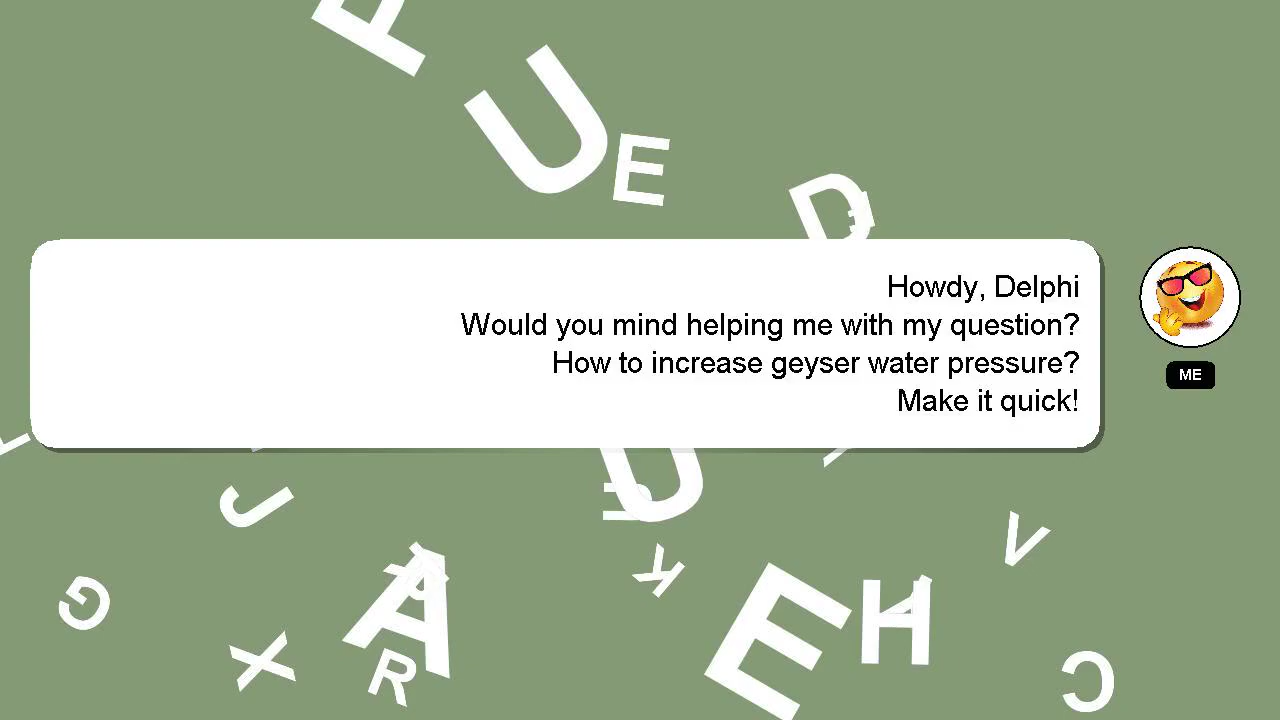 Howdy, Delphi
Would you mind helping me with my question?
How to increase geyser water pressure?
Make it quick!
ME